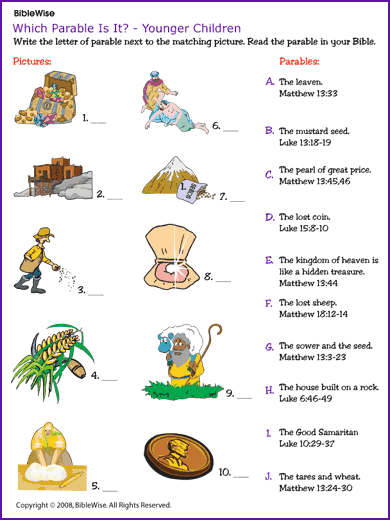 BibleWise
Which Parable Is It? - Younger Children
Write the letter of parable next to the matching picture. Read the parable in your Bible.
Pictures:
1. ___
2. ___
3. ___
4. ___
5. ___
6. ___
7. ___
8. ___
9. ___
10. ___
Parables:
A. The leaven.
Matthew 13:33
B. The mustard seed.
Luke 13:18-19
C. The pearl of great price.
Matthew 13:45,46
D. The lost coin.
Luke 15:8-10
E. The kingdom of heaven is
like a hidden treasure.
Matthew 13:44
F. The lost sheep.
Matthew 18:12-14
G. The sower and the seed.
Matthew 13:3-23
H. The house built on a rock.
Luke 6:46-49
I. The Good Samaritan
Luke 10:29-37
J. The tares and wheat.
Matthew 13:24-30
Copyright © 2008, BibleWise. All Rights Reserved.